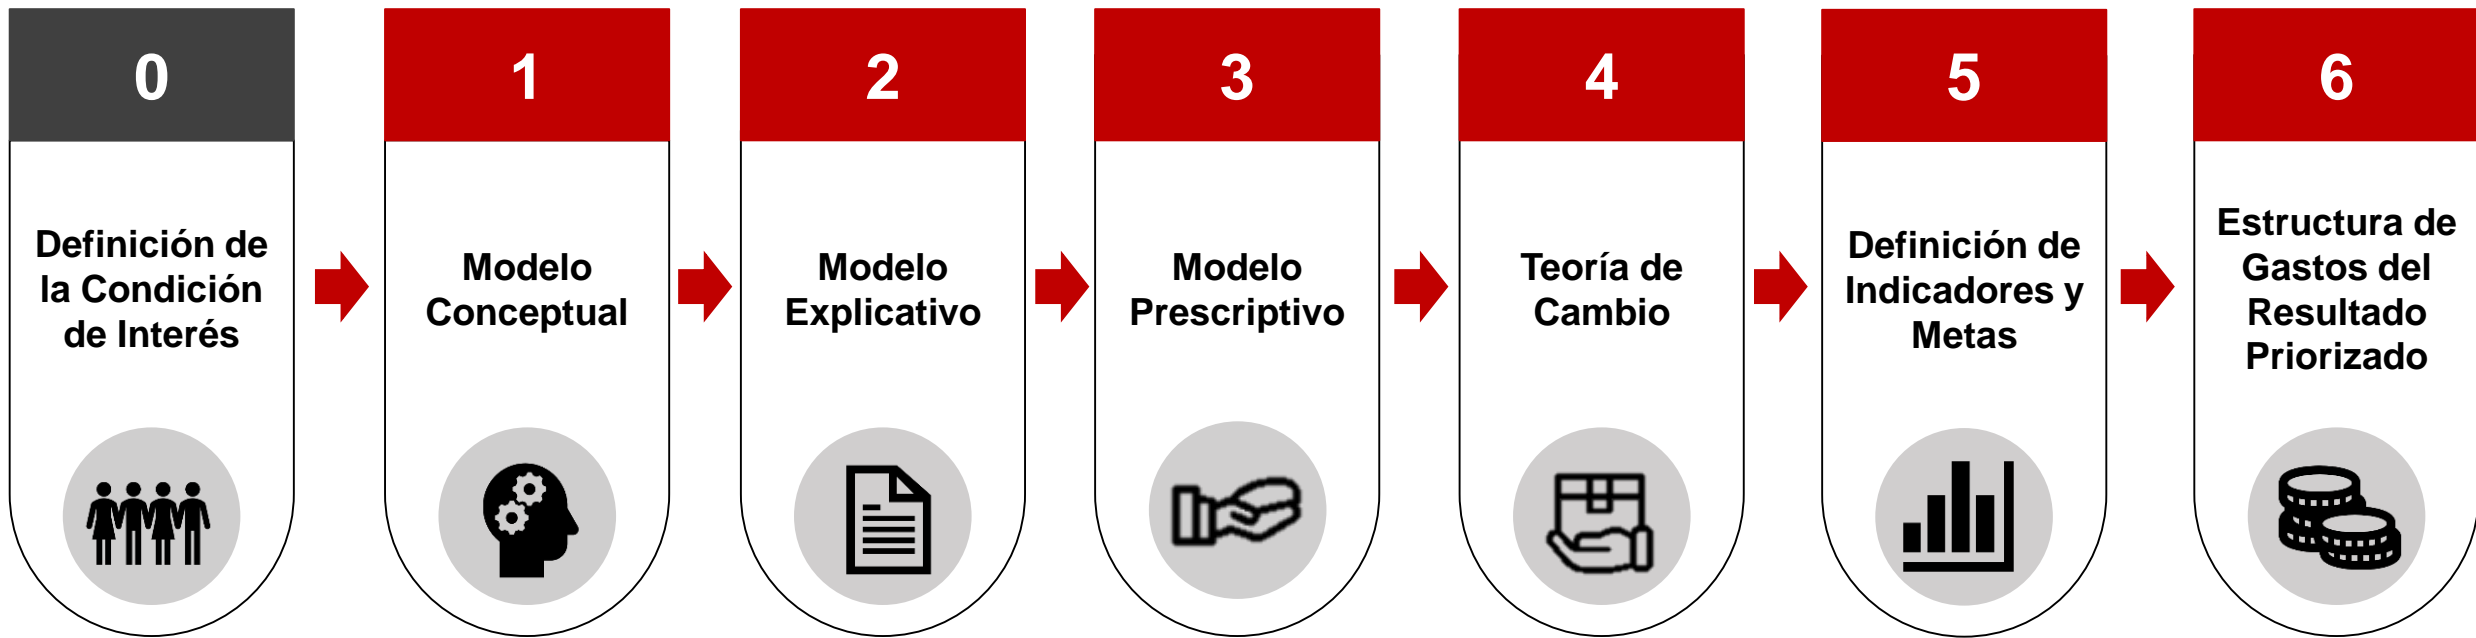 0
Definición de
la Condición
de Interés
1
Modelo
Conceptual
2
Modelo
Explicativo
3
Modelo
Prescriptivo
4
Teoría de
Cambio
5
Definición de
Indicadores y
Metas
6
Estructura de
Gastos del
Resultado
Priorizado